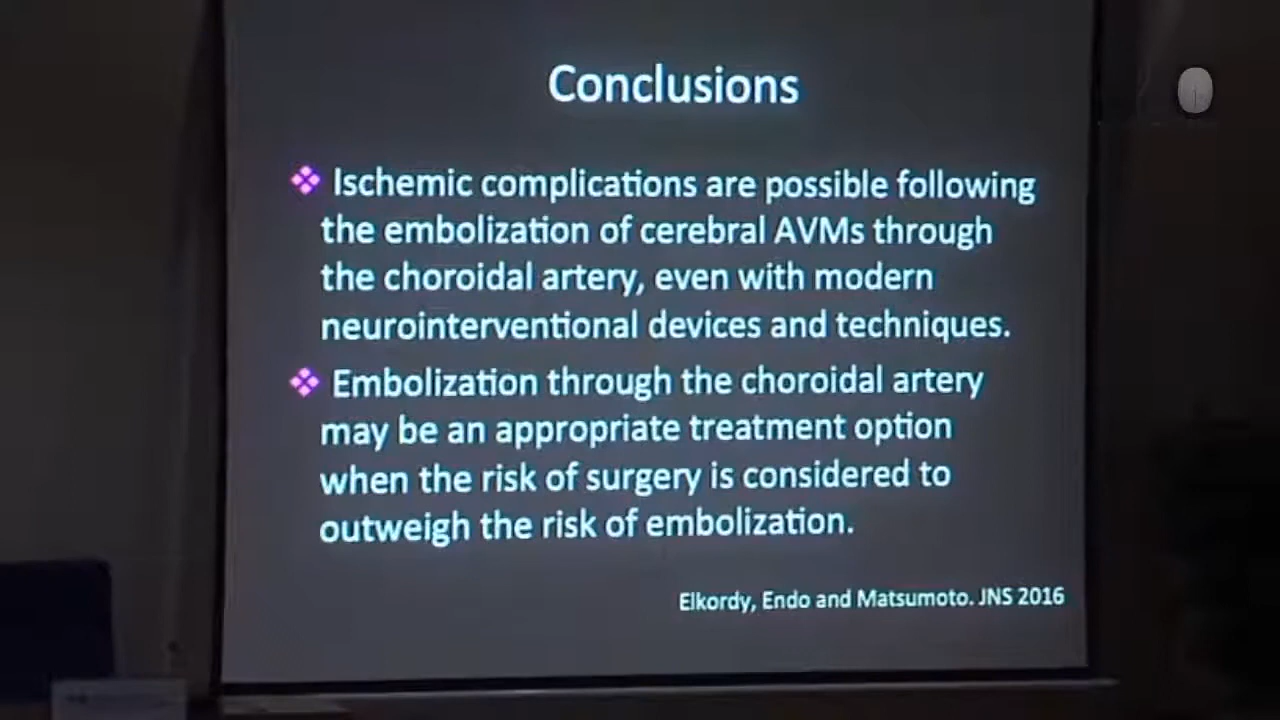 Conclusions
❖ Ischemic complications are possible following
the embolization of cerebral AVMs through
the choroidal artery, even with modern
neurointerventional devices and techniques.
❖ Embolization through the choroidal artery
may be an appropriate treatment option
when the risk of surgery is considered to
outweigh the risk of embolization.
Elkordy, Endo and Matsumoto. JNS 2016